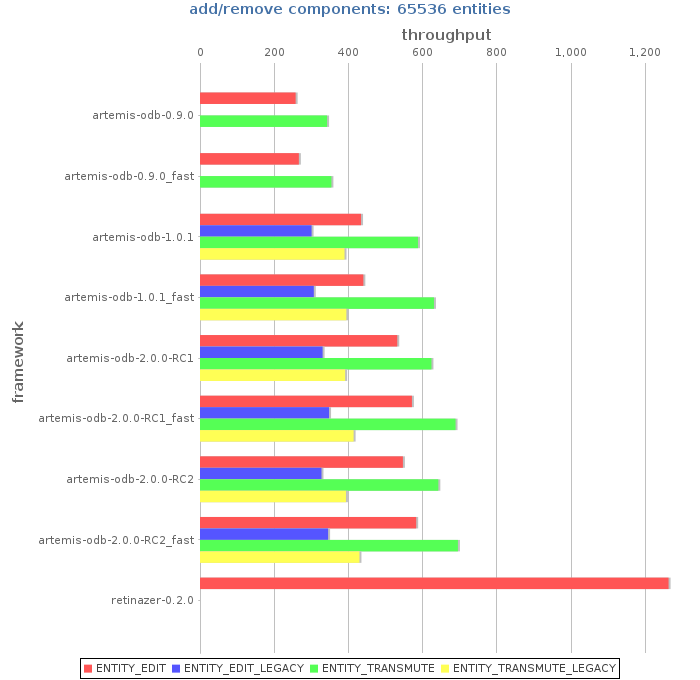 add/remove components: 65536 entities
throughput
0 200 400 600 800 1,000 1,200
framework
artemis-odb-0.9.0
artemis-odb-0.9.0_fast
artemis-odb-1.0.1
artemis-odb-1.0.1_fast
artemis-odb-2.0.0-RC1
artemis-odb-2.0.0-RC1_fast
artemis-odb-2.0.0-RC2
artemis-odb-2.0.0-RC2_fast
retinazer-0.2.0
ENTITY_EDIT ENTITY_EDIT_LEGACY ENTITY_TRANSMUTE ENTITY_TRANSMUTE_LEGACY